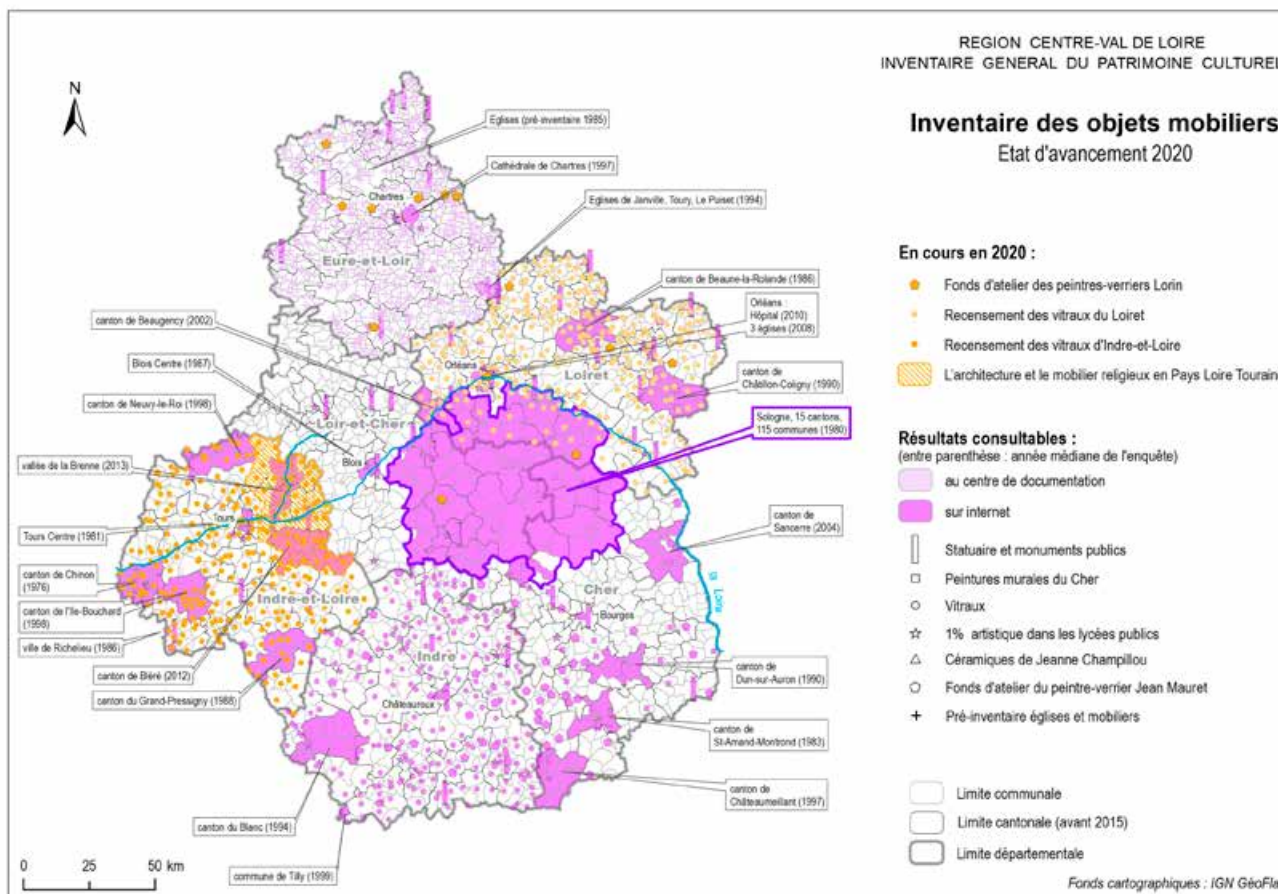 REGION CENTRE-VAL DE LOIRE
INVENTAIRE GENERAL DU PATRIMOINE CULTUREL
Inventaire des objets mobiliers
Etat d'avancement 2020
N
Eglises (pré-inventaire 1985)
Cathédrale de Chartres (1997)
Chartres
Eglises de Janville, Toury, Le Puiset (1994)
Eure-et-Loir
canton de Beaune-la-Rolande (1986)
Orléans :
Hôpital (2010)
3 églises (2008)
canton de Beaugency (2002)
Orléans
Loiret
Blois Centre (1987)
canton de
Châtillon-Coligny (1990)
canton de Neuvy-le-Roi (1998)
Loir-et-Cher
Sologne, 15 cantons,
115 communes (1980)
vallée de la Brenne (2013)
Blois
Tours
Tours Centre (1981)
canton de
Sancerre (2004)
canton de Chinon
(1976)
canton de l'Ile-Bouchard
(1998)
Indre-et-Loire
Cher
la Loire
Bourges
ville de Richelieu (1986)
canton de Bléré (2012)
Indre
canton de
Dun-sur-Auron (1990)
canton du Grand-Pressigny (1988)
Châteauroux
canton de
St-Amand-Montrond (1983)
canton de
Châteaumeillant (1997)
canton du Blanc (1994)
commune de Tilly (1999)
0 25 50 km
En cours en 2020 :
Fonds d'atelier des peintres-verriers Lorin
Recensement des vitraux du Loiret
Recensement des vitraux d'Indre-et-Loire
L'architecture et le mobilier religieux en Pays Loire Touraine
Résultats consultables :
(entre parenthèse : année médiane de l'enquête)
au centre de documentation
sur internet
Statuaire et monuments publics
Peintures murales du Cher
Vitraux
1% artistique dans les lycées publics
Céramiques de Jeanne Champillou
Fonds d'atelier du peintre-verrier Jean Mauret
Pré-inventaire églises et mobiliers
Limite communale
Limite cantonale (avant 2015)
Limite départementale
Fonds cartographiques : IGN GéoFla